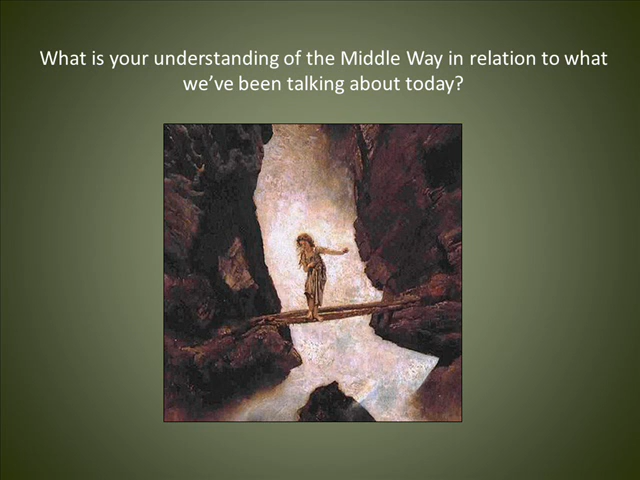 What is your understanding of the Middle Way in relation to what
we’ve been talking about today?